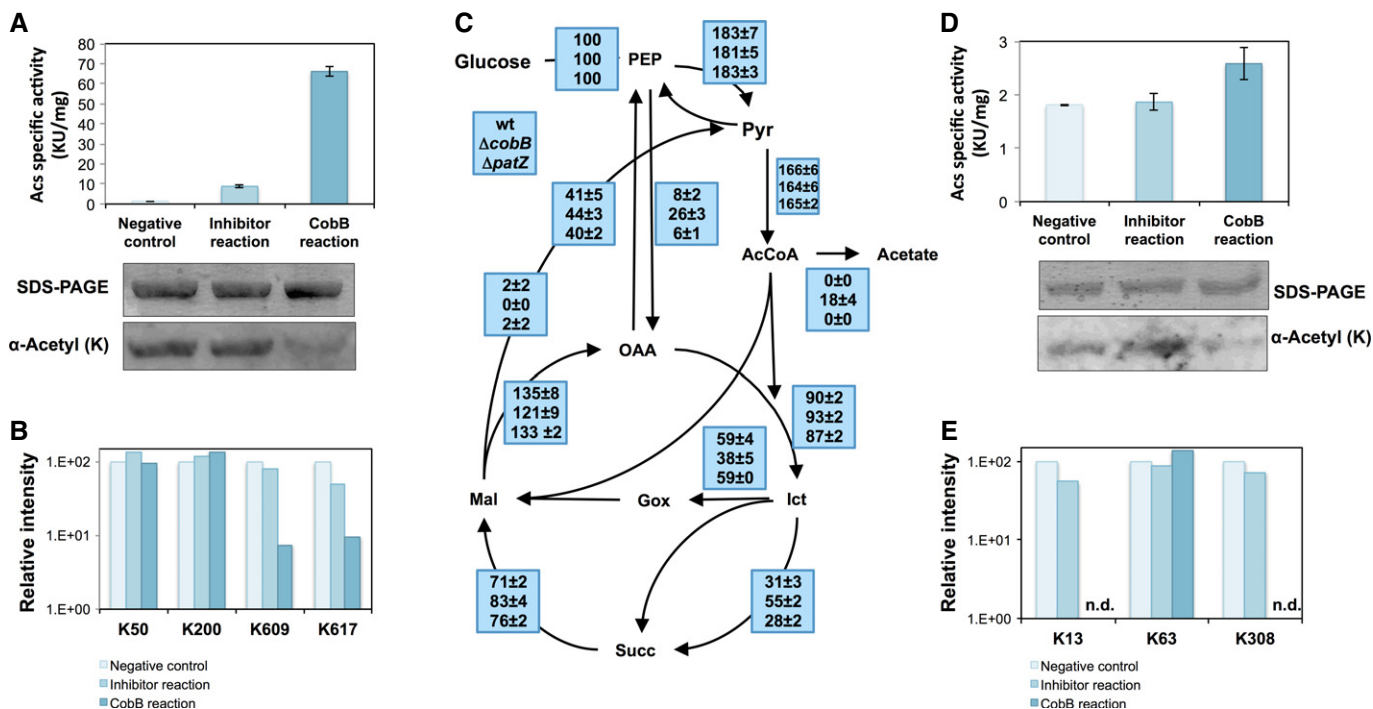 A
Acs specific activity
(KU/mg)
80
70
60
50
40
30
20
10
0
Negative
control
Inhibitor
reaction
CobB
reaction
SDS-PAGE
α-Acetyl (K)
B
Relative intensity
1.E+02
1.E+01
1.E+00
K50
K200
K609
K617
Negative control
Inhibitor reaction
CobB reaction
C
Glucose
100
100
100
PEP
183±7
181±5
183±3
wt
ΔcobB
ΔpatZ
Pyr
41±5
44±3
40±2
8±2
26±3
6±1
166±6
164±6
165±2
AcCoA
Acetate
2±2
0±0
2±2
0±0
18±4
0±0
OAA
135±8
121±9
133 ±2
90±2
93±2
87±2
59±4
38±5
59±0
Mal
Gox
Ict
71±2
83±4
76±2
31±3
55±2
28±2
Succ
D
Acs specific activity
(KU/mg)
3
2
1
0
Negative
control
Inhibitor
reaction
CobB
reaction
SDS-PAGE
α-Acetyl (K)
E
Relative intensity
1.E+02
1.E+01
1.E+00
n.d.
n.d.
K13
K63
K308
Negative control
Inhibitor reaction
CobB reaction